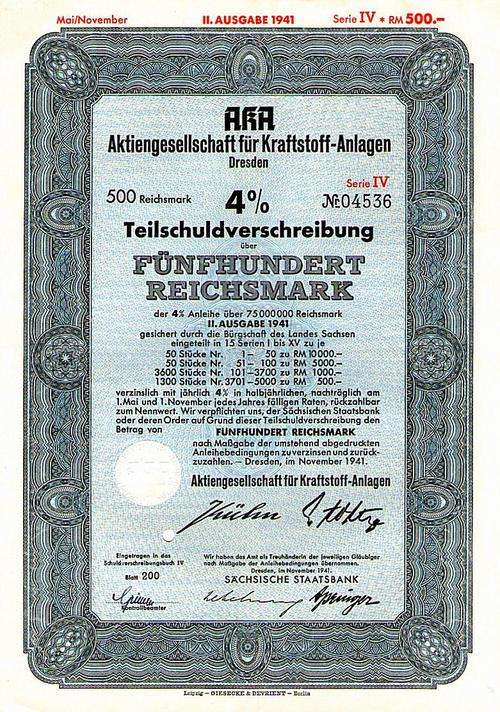 Mai/November II. AUSGABE 1941 Serie IV * RM 500.–
AKA
Aktiengesellschaft für Kraftstoff-Anlagen
Dresden
Serie IV
500 Reichsmark 4% № 04536
Teilschuldverschreibung
über
FÜNFHUNDERT
REICHSMARK
der 4% Anleihe über 75 000 000 Reichsmark
II. AUSGABE 1941
gesichert durch die Bürgschaft des Landes Sachsen
eingeteilt in 15 Serien I bis XV zu je
50 Stücke Nr. 1– 50 zu RM 10000.–
50 Stücke Nr. 51– 100 zu RM 5000.–
3600 Stücke Nr. 101–3700 zu RM 1000.–
1300 Stücke Nr. 3701–5000 zu RM 500.–
verzinslich mit jährlich 4% in halbjährlichen, nachträglich am
1. Mai und 1. November jedes Jahres fälligen Raten, rückzahlbar
zum Nennwert. Wir verpflichten uns, der Sächsischen Staatsbank
oder deren Order auf Grund dieser Teilschuldverschreibung den
Betrag von FÜNFHUNDERT REICHSMARK
nach Maßgabe der umstehend abgedruckten
Anleihebedingungen zu verzinsen und zurück-
zuzahlen. – Dresden, im November 1941.
Aktiengesellschaft für Kraftstoff-Anlagen
Eingetragen in das
Schuldverschreibungsbuch IV
Blatt 200
Kontrollbeamter
Wir haben das Amt als Treuhänderin der jeweiligen Gläubiger
nach Maßgabe der Anleihebedingungen übernommen.
Dresden, im November 1941.
SÄCHSISCHE STAATSBANK
Leipzig – GIESECKE & DEVRIENT – Berlin